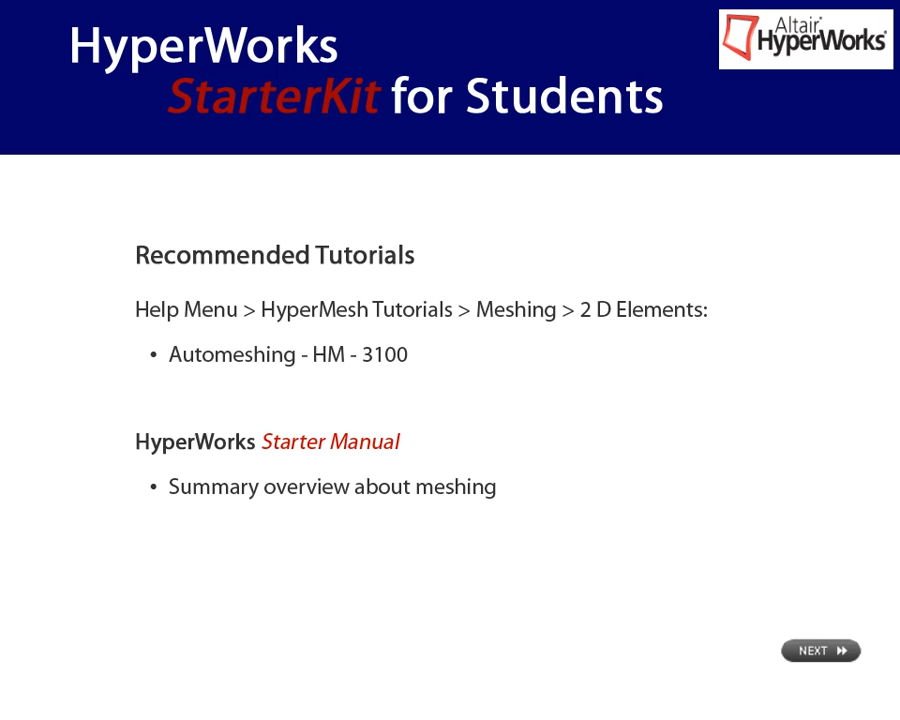 HyperWorks
StarterKit for Students
Altair®
HyperWorks®
Recommended Tutorials
Help Menu > HyperMesh Tutorials > Meshing > 2 D Elements:
• Automeshing - HM - 3100
HyperWorks Starter Manual
• Summary overview about meshing
NEXT